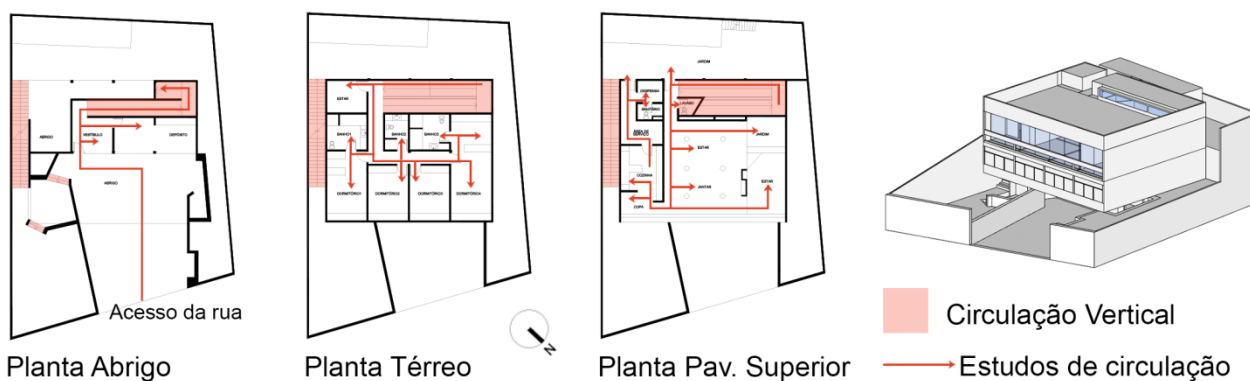 ABRIGO
VESTÍBULO
DEPÓSITO
ABRIGO
Acesso da rua
Planta Abrigo
ESTAR
BANHO1
BANHO2
BANHO3
DORMITÓRIO1
DORMITÓRIO2
DORMITÓRIO3
DORMITÓRIO4
N
Planta Térreo
JARDIM
DESPENSA
LAVABO
JARDIM
ESTAR
COZINHA
JANTAR
ESTAR
COPA
Planta Pav. Superior
Circulação Vertical
Estudos de circulação